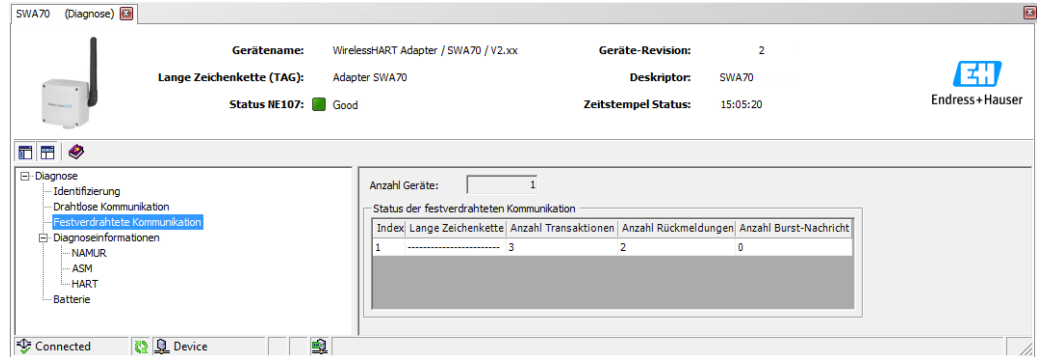 SWA70 (Diagnose)
Gerätename: WirelessHART Adapter / SWA70 / V2.xx Geräte-Revision: 2
Lange Zeichenkette (TAG): Adapter SWA70 Deskriptor: SWA70
Status NE107: Good Zeitstempel Status: 15:05:20
EH
Endress+Hauser
Diagnose
Identifizierung
Drahtlose Kommunikation
Festverdrahtete Kommunikation
Diagnoseinformationen
NAMUR
ASM
HART
Batterie
Anzahl Geräte: 1
Status der festverdrahteten Kommunikation
Index Lange Zeichenkette Anzahl Transaktionen Anzahl Rückmeldungen Anzahl Burst-Nachricht
1 ----------------------- 3 2 0
Connected Device